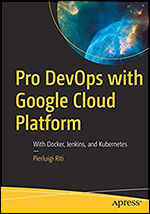 Pro DevOps with
Google Cloud
Platform
With Docker, Jenkins, and Kubernetes
—
Pierluigi Riti
Apress®